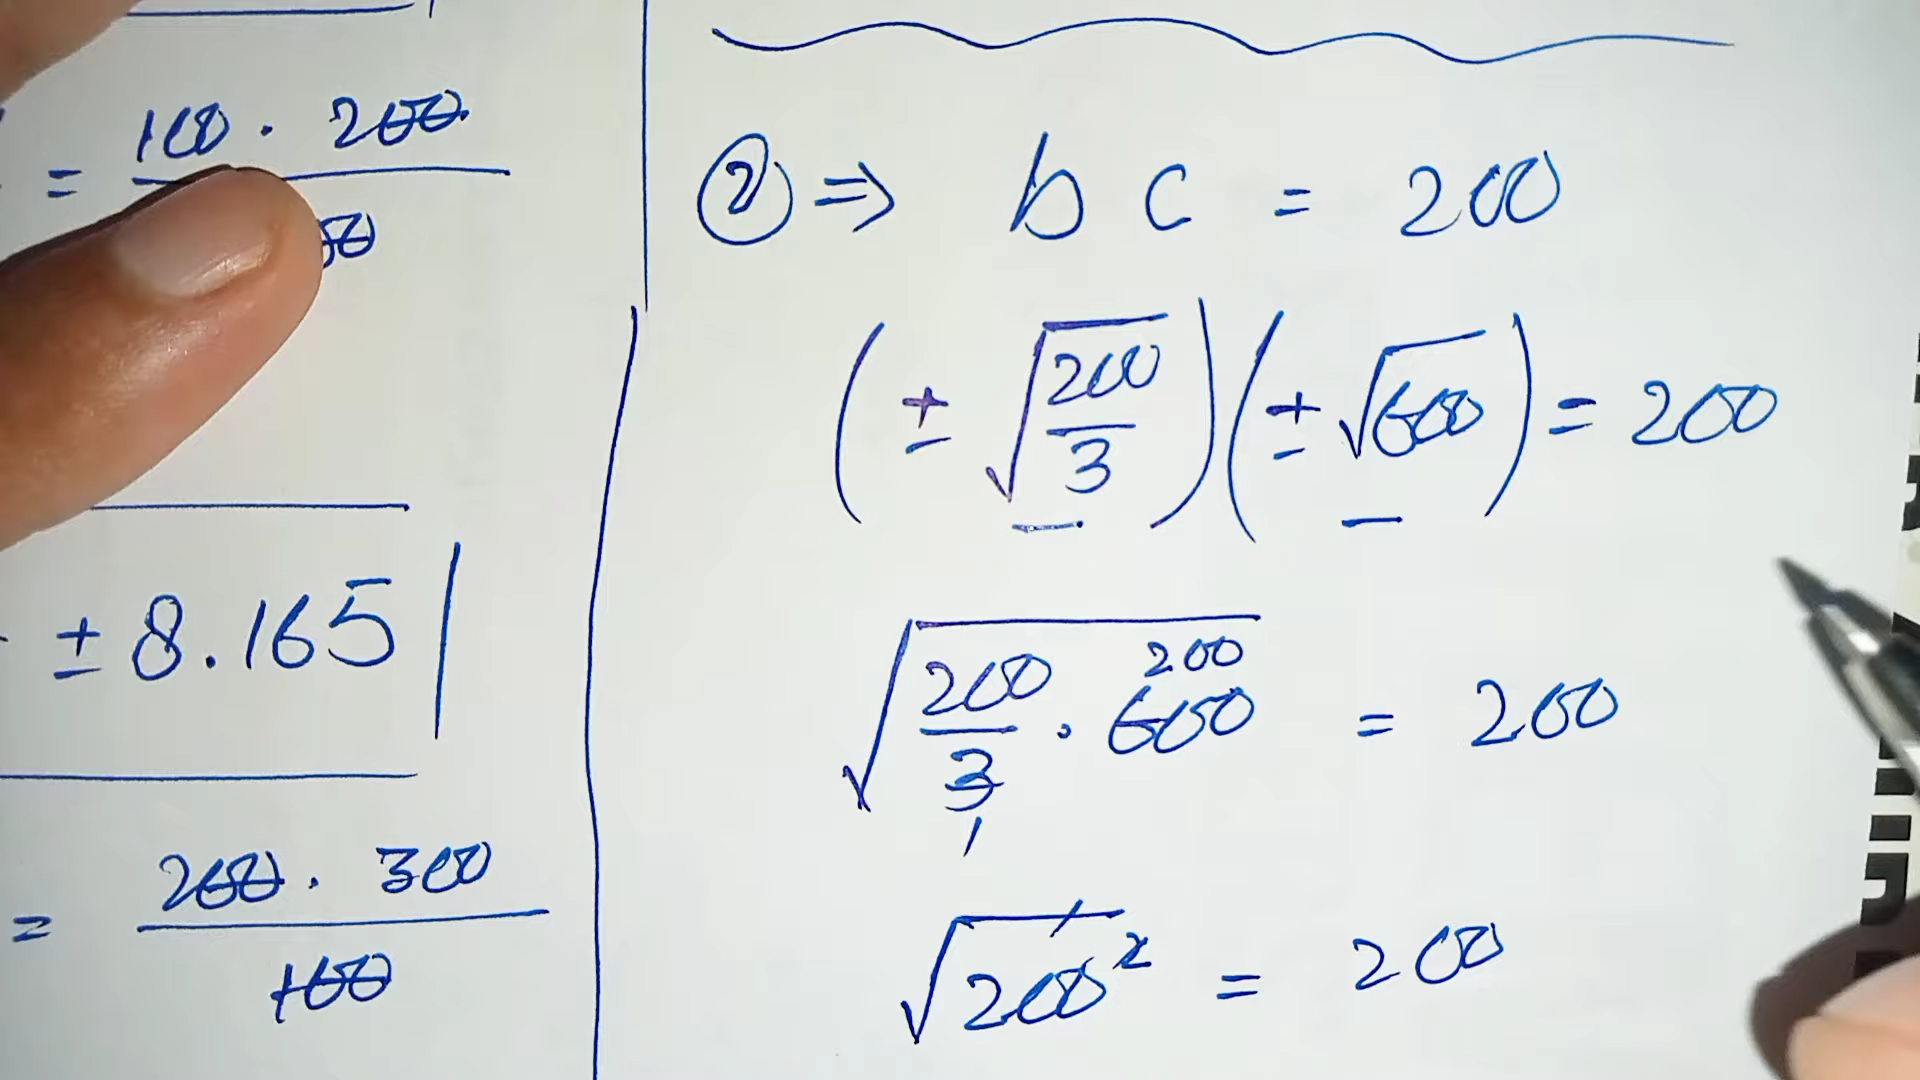 = 100 . 200
50
± 8.165
= 200 . 300
100
② ⇒ b c = 200
(± √200/3)(± √600) = 200
200
√200/3 . 600 = 200
1
√200² = 200